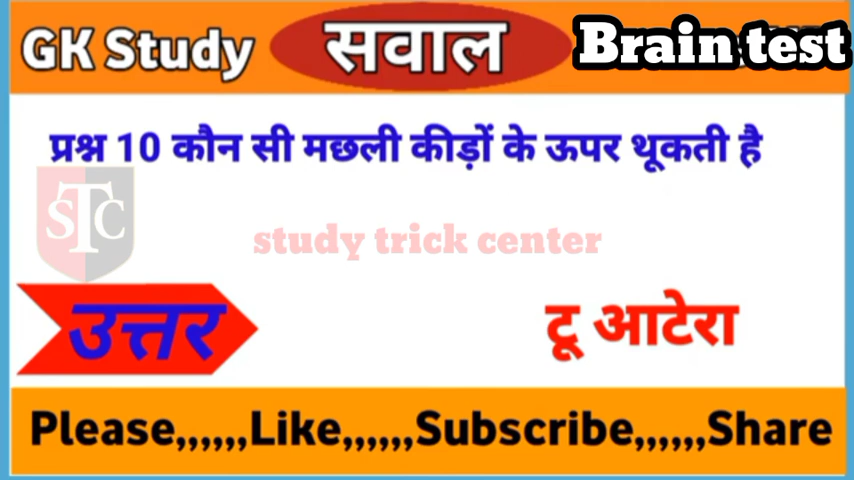 GK Study सवाल Brain test
प्रश्न 10 कौन सी मछली कीड़ों के ऊपर थूकती है
STC
study trick center
उत्तर टू आटेरा
Please,,,,,,Like,,,,,,Subscribe,,,,,,Share